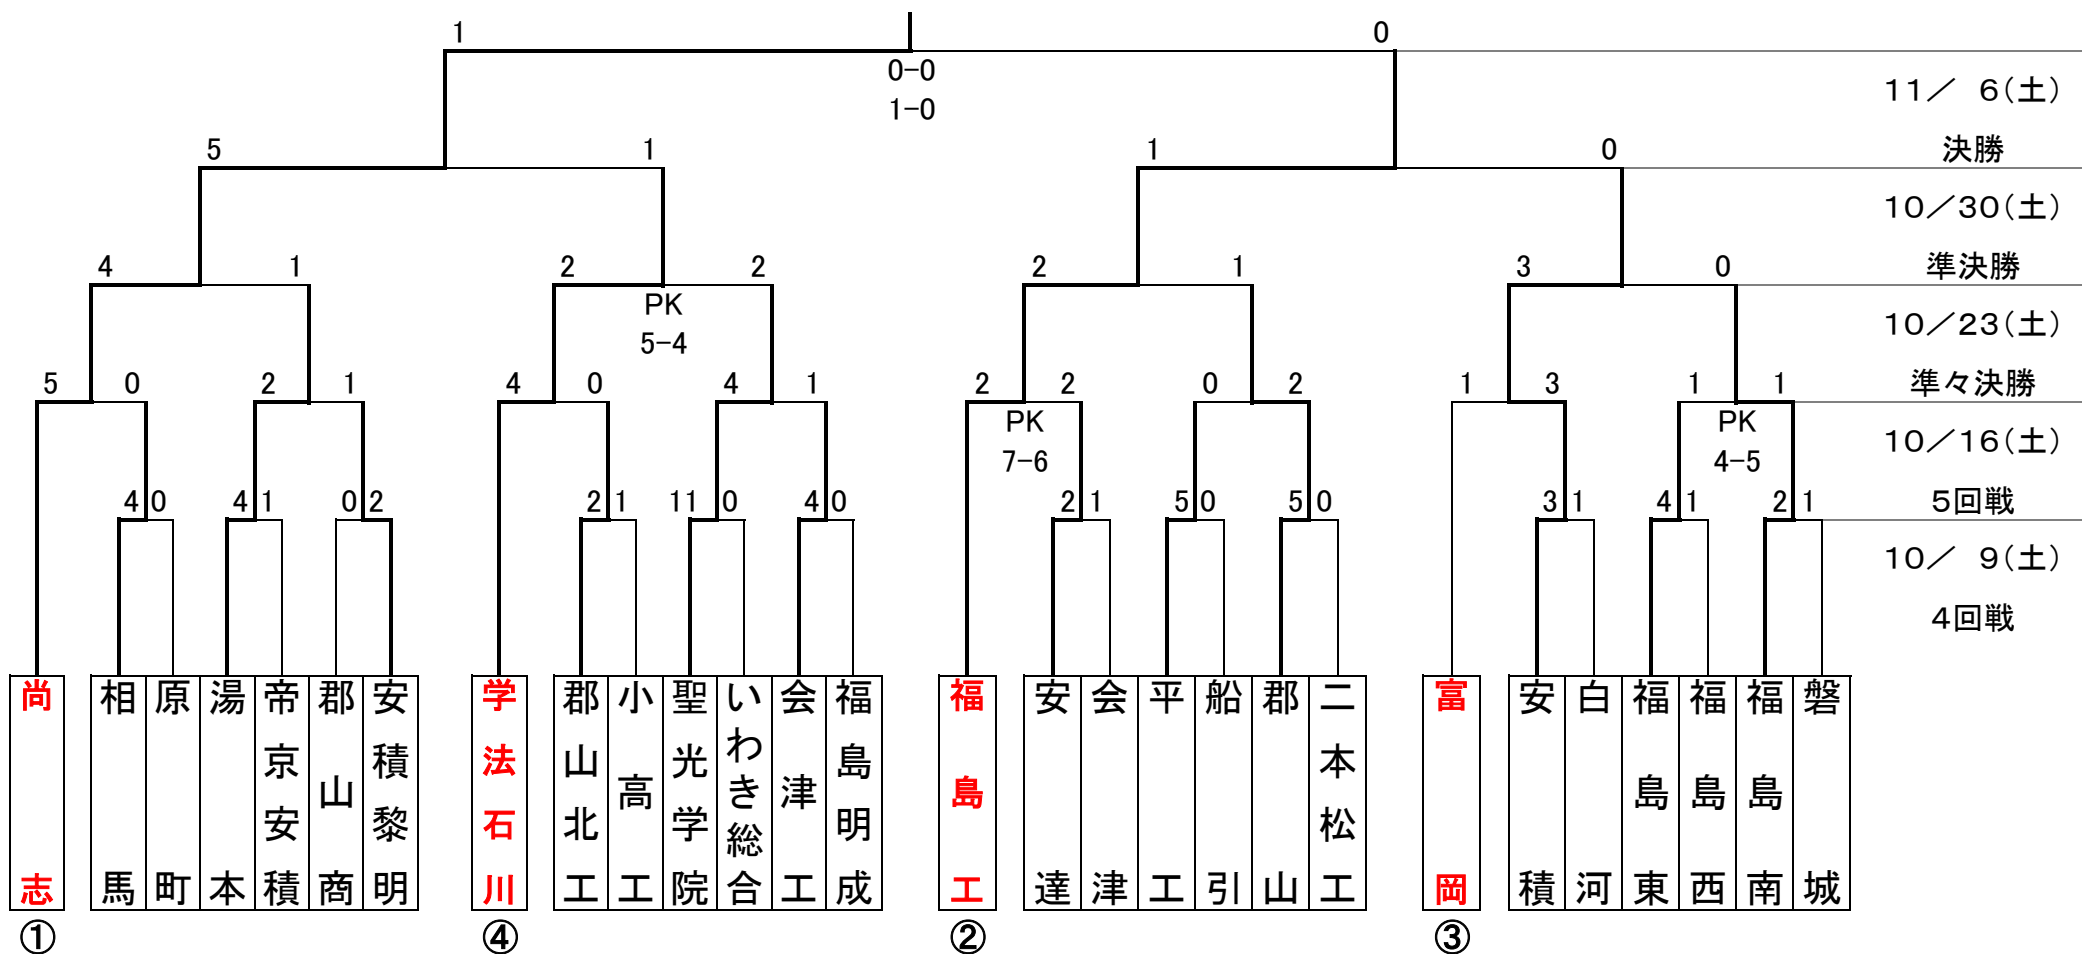 1 0
0-0
1-0
11／ 6(土)
5 1 1 0
決勝
10／30(土)
4 1 2 2 2 1 3 0
準決勝
PK
5-4
10／23(土)
5 0 2 1 4 0 4 1 2 2 0 2 1 3 1 1
準々決勝
PK
7-6
PK
4-5
10／16(土)
4 0 4 1 0 2 2 1 11 0 4 0 2 1 5 0 5 0 3 1 4 1 2 1
5回戦
10／ 9(土)
4回戦
尚志
相馬
原町
湯本
帝京安積
郡山商
安積黎明
学法石川
郡山北工
小高工
聖光学院
いわき総合
会津工
福島明成
福島工
安達
会津
平工
船引
郡山
二本松工
富岡
安積
白河
福島東
福島西
福島南
磐城
① ④ ② ③